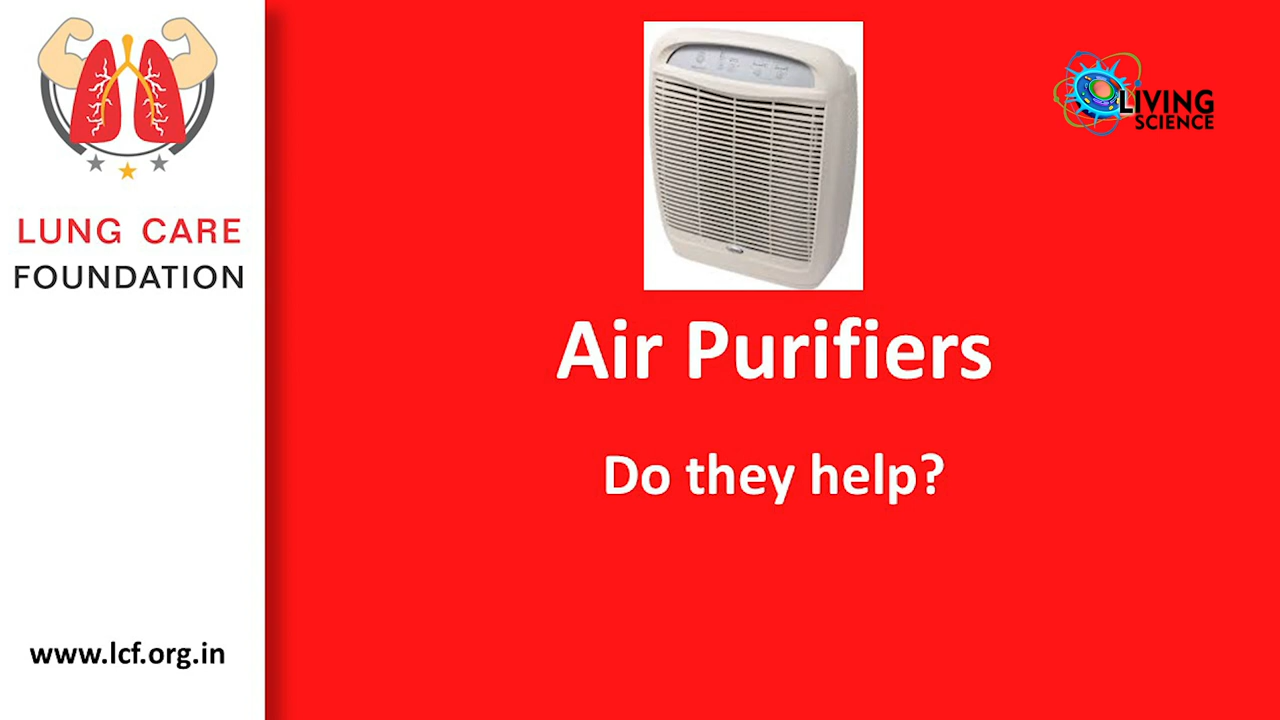 LUNG CARE
FOUNDATION
www.lcf.org.in
LIVING
SCIENCE
Air Purifiers
Do they help?